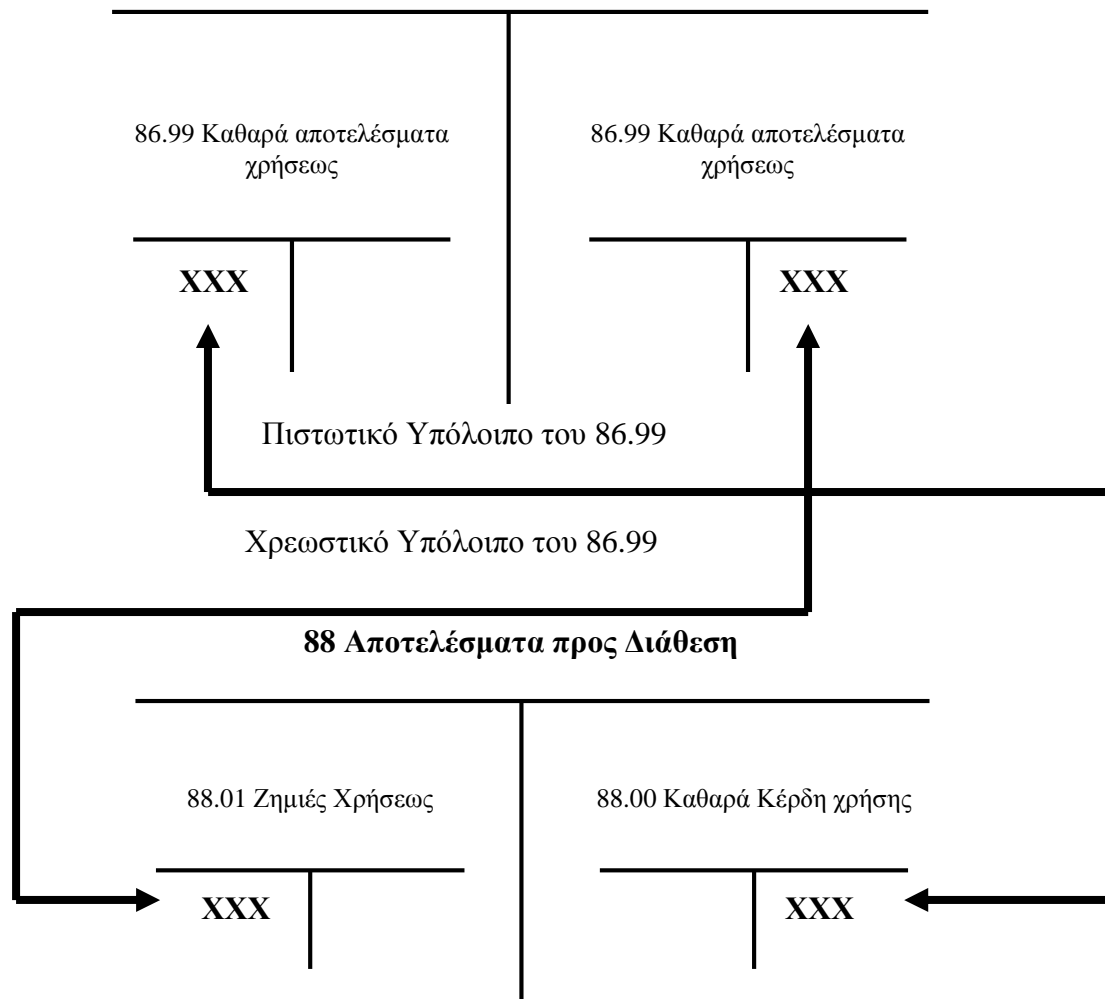 86.99 Καθαρά αποτελέσματα
χρήσεως
86.99 Καθαρά αποτελέσματα
χρήσεως
XXX
XXX
Πιστωτικό Υπόλοιπο του 86.99
Χρεωστικό Υπόλοιπο του 86.99
88 Αποτελέσματα προς Διάθεση
88.01 Ζημιές Χρήσεως
88.00 Καθαρά Κέρδη χρήσης
XXX
XXX